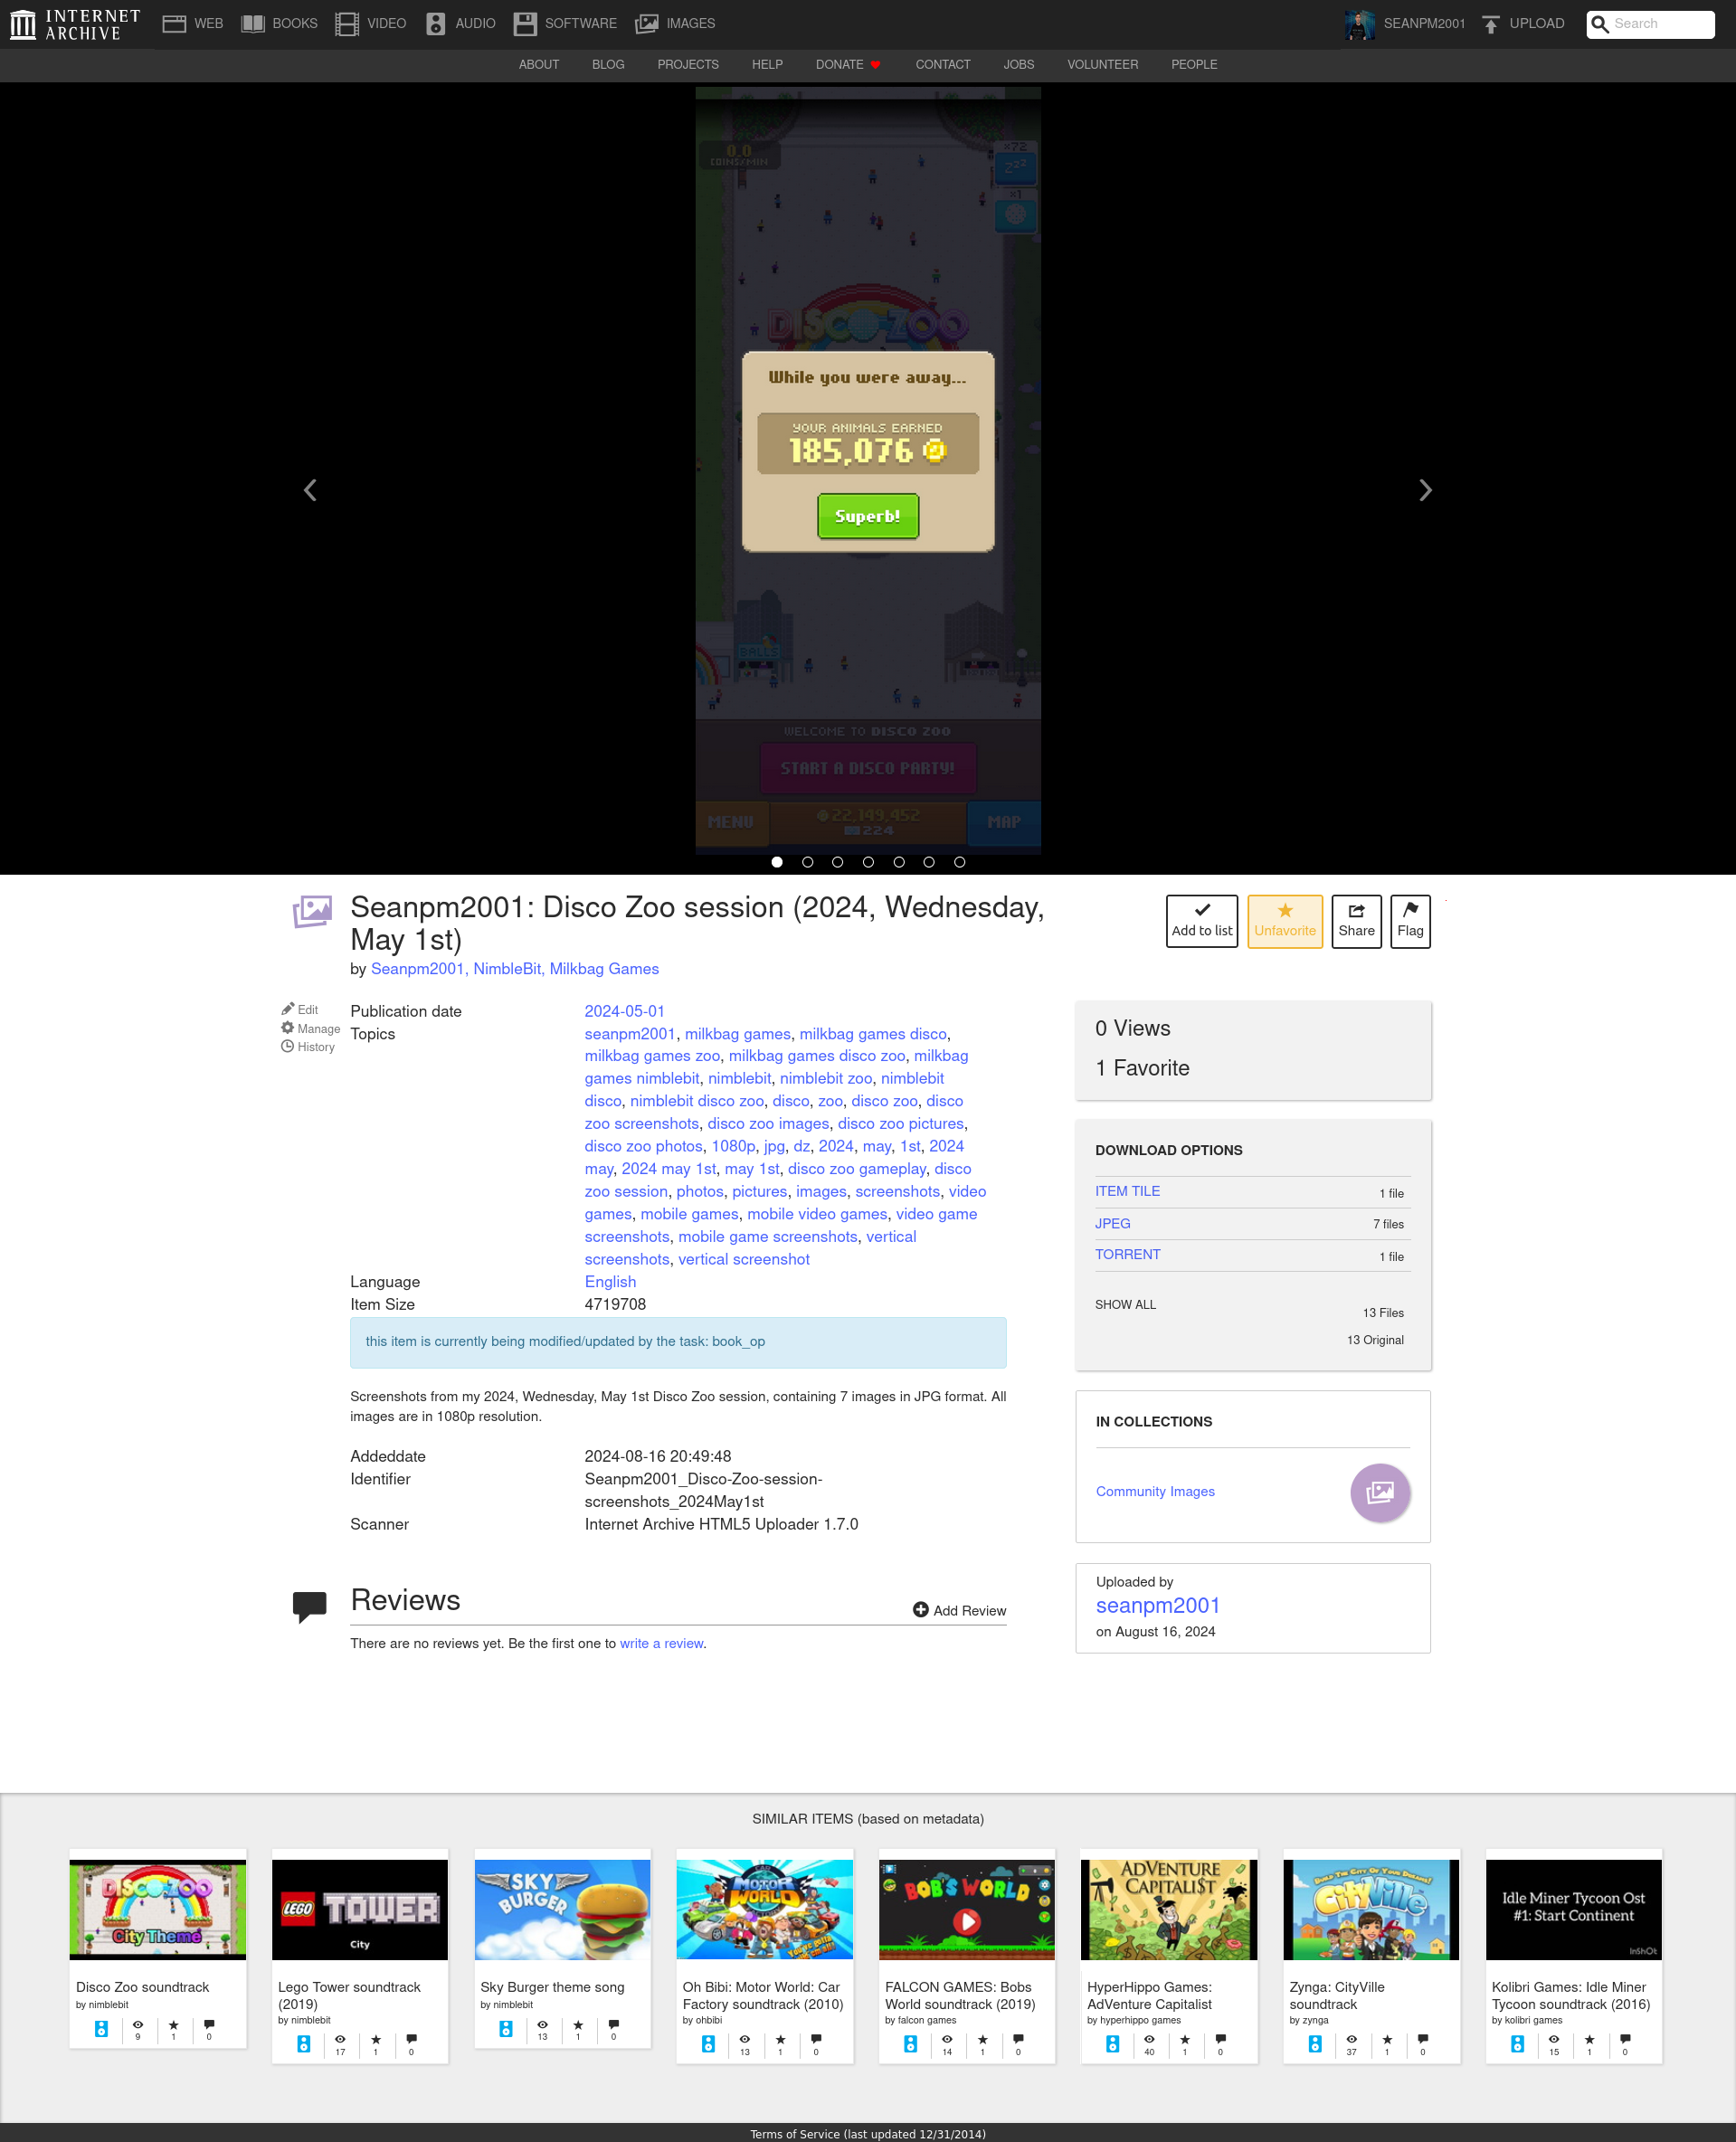 INTERNET ARCHIVE
WEB BOOKS VIDEO AUDIO SOFTWARE IMAGES
SEANPM2001 UPLOAD Search
ABOUT BLOG PROJECTS HELP DONATE CONTACT JOBS VOLUNTEER PEOPLE
0.0
COINS/MIN
x72
x1
DISCO ZOO
While you were away...
YOUR ANIMALS EARNED
185,076
Superb!
BALLS
WELCOME TO DISCO ZOO
START A DISCO PARTY!
MENU
22,149,452
224
MAP
Seanpm2001: Disco Zoo session (2024, Wednesday,
May 1st)
by Seanpm2001, NimbleBit, Milkbag Games
Add to list
Unfavorite
Share
Flag
Edit
Manage
History
Publication date 2024-05-01
Topics seanpm2001, milkbag games, milkbag games disco,
milkbag games zoo, milkbag games disco zoo, milkbag
games nimblebit, nimblebit, nimblebit zoo, nimblebit
disco, nimblebit disco zoo, disco, zoo, disco zoo, disco
zoo screenshots, disco zoo images, disco zoo pictures,
disco zoo photos, 1080p, jpg, dz, 2024, may, 1st, 2024
may, 2024 may 1st, may 1st, disco zoo gameplay, disco
zoo session, photos, pictures, images, screenshots, video
games, mobile games, mobile video games, video game
screenshots, mobile game screenshots, vertical
screenshots, vertical screenshot
Language English
Item Size 4719708
this item is currently being modified/updated by the task: book_op
Screenshots from my 2024, Wednesday, May 1st Disco Zoo session, containing 7 images in JPG format. All
images are in 1080p resolution.
Addeddate 2024-08-16 20:49:48
Identifier Seanpm2001_Disco-Zoo-session-
screenshots_2024May1st
Scanner Internet Archive HTML5 Uploader 1.7.0
Reviews
Add Review
There are no reviews yet. Be the first one to write a review.
0 Views
1 Favorite
DOWNLOAD OPTIONS
ITEM TILE 1 file
JPEG 7 files
TORRENT 1 file
SHOW ALL 13 Files
13 Original
IN COLLECTIONS
Community Images
Uploaded by
seanpm2001
on August 16, 2024
SIMILAR ITEMS (based on metadata)
DISCO ZOO
City Theme
Disco Zoo soundtrack
by nimblebit
9 1 0
LEGO TOWER
City
Lego Tower soundtrack
(2019)
by nimblebit
17 1 0
SKY
BURGER
Sky Burger theme song
by nimblebit
13 1 0
MOTOR
WORLD
Oh Bibi: Motor World: Car
Factory soundtrack (2010)
by ohbibi
13 1 0
BOB'S WORLD
FALCON GAMES: Bobs
World soundtrack (2019)
by falcon games
14 1 0
ADVENTURE
CAPITALI$T
HyperHippo Games:
AdVenture Capitalist
by hyperhippo games
40 1 0
CityVille
Zynga: CityVille
soundtrack
by zynga
37 1 0
Idle Miner Tycoon Ost
#1: Start Continent
InShOt
Kolibri Games: Idle Miner
Tycoon soundtrack (2016)
by kolibri games
15 1 0
Terms of Service (last updated 12/31/2014)